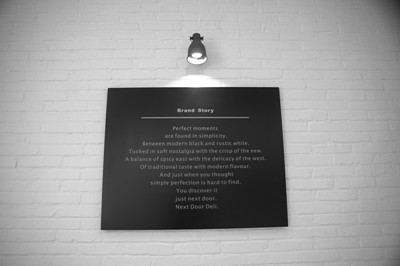 Brand Story
Perfect moments
are found in simplicity.
Between modern black and rustic white.
Tucked in soft nostalgia with the crisp of the new.
A balance of spicy east with the delicacy of the west.
Of traditional taste with modern flavour.
And just when you thought
simple perfection is hard to find.
You discover it
just next door.
Next Door Deli.